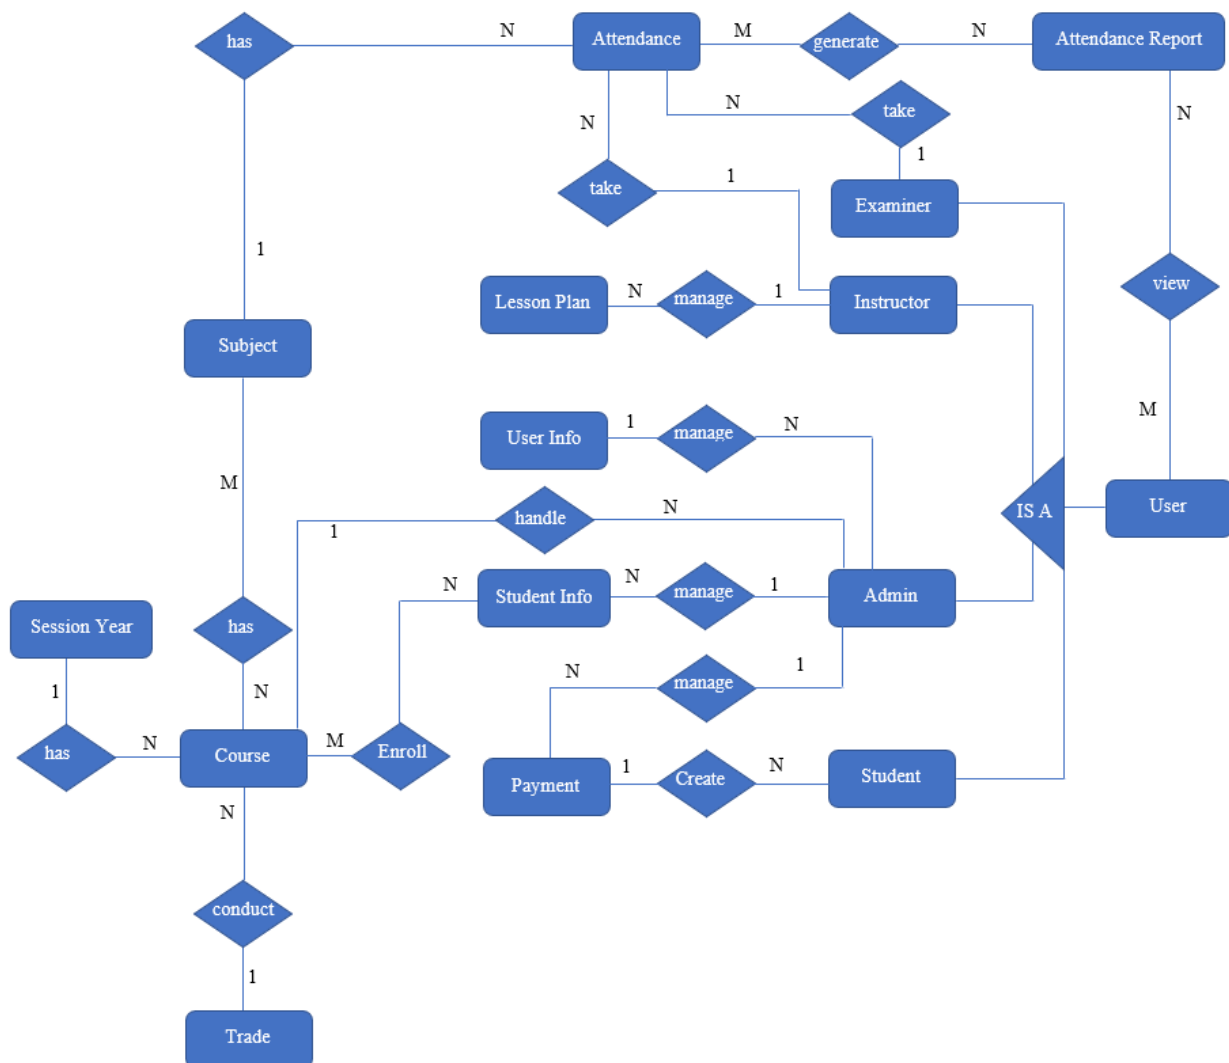 has
N
Attendance
M
generate
N
Attendance Report
N
take
N
N
1
take
1
Examiner
1
Lesson Plan
N
manage
1
Instructor
view
Subject
User Info
1
manage
N
M
M
1
handle
N
IS A
User
N
Student Info
N
manage
1
Admin
Session Year
has
1
N
N
manage
1
has
N
Course
M
Enroll
Payment
1
Create
N
Student
N
conduct
1
Trade